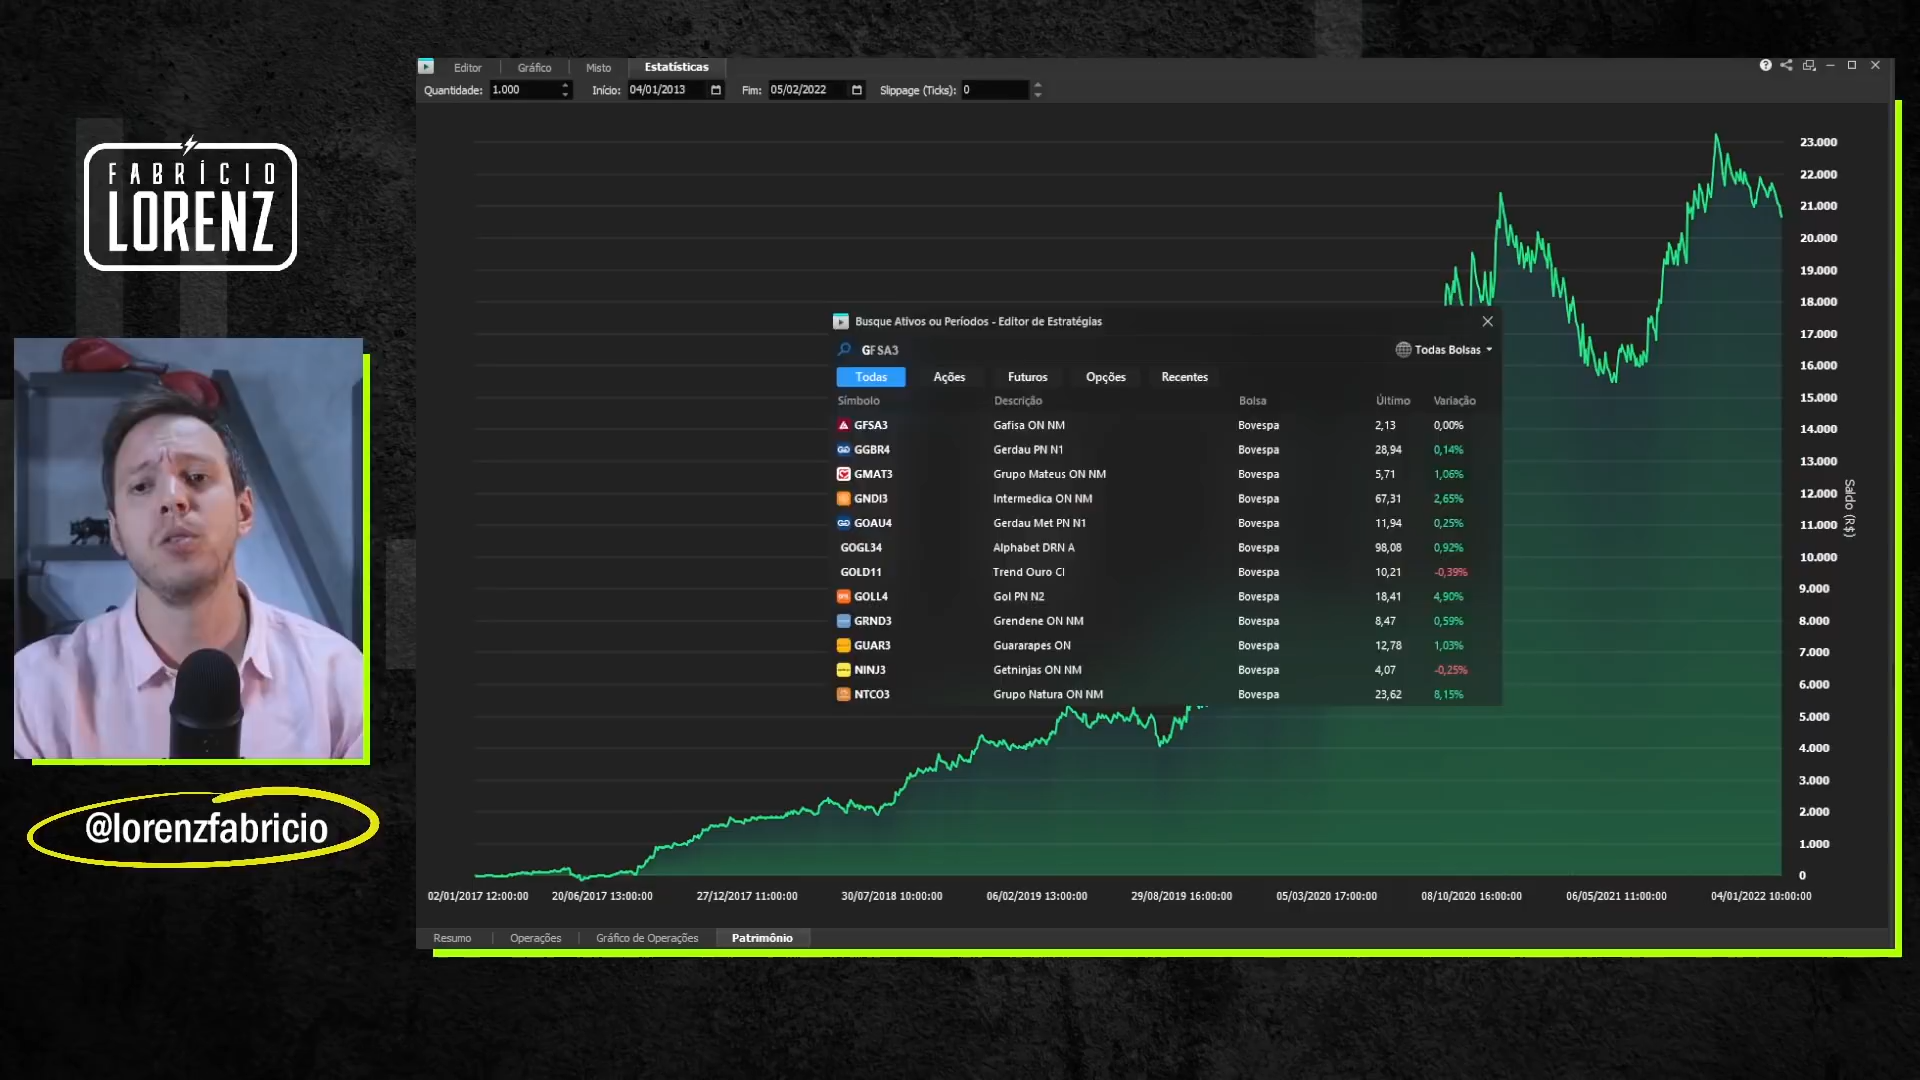 FABRÍCIO
LORENZ
@lorenzfabricio
Editor Gráfico Misto Estatísticas
Quantidade: 1.000 Início: 04/01/2013 Fim: 05/02/2022 Slippage (Ticks): 0
23.000
22.000
21.000
20.000
19.000
18.000
17.000
16.000
15.000
14.000
13.000
12.000
11.000
10.000
9.000
8.000
7.000
6.000
5.000
4.000
3.000
2.000
1.000
0
Saldo (R$)
Busque Ativos ou Períodos - Editor de Estratégias
GFSA3 Todas Bolsas
Todas Ações Futuros Opções Recentes
Símbolo Descrição Bolsa Último Variação
GFSA3 Gafisa ON NM Bovespa 2,13 0,00%
GGBR4 Gerdau PN N1 Bovespa 28,94 0,14%
GMAT3 Grupo Mateus ON NM Bovespa 5,71 1,06%
GNDI3 Intermedica ON NM Bovespa 67,31 2,65%
GOAU4 Gerdau Met PN N1 Bovespa 11,94 0,25%
GOGL34 Alphabet DRN A Bovespa 98,08 0,92%
GOLD11 Trend Ouro CI Bovespa 10,21 -0,39%
GOLL4 Gol PN N2 Bovespa 18,41 4,90%
GRND3 Grendene ON NM Bovespa 8,47 0,59%
GUAR3 Guararapes ON Bovespa 12,78 1,03%
NINJ3 Getninjas ON NM Bovespa 4,07 -0,25%
NTCO3 Grupo Natura ON NM Bovespa 23,62 8,15%
02/01/2017 12:00:00 20/06/2017 13:00:00 27/12/2017 11:00:00 30/07/2018 10:00:00 06/02/2019 13:00:00 29/08/2019 16:00:00 05/03/2020 17:00:00 08/10/2020 16:00:00 06/05/2021 11:00:00 04/01/2022 10:00:00
Resumo Operações Gráfico de Operações Patrimônio